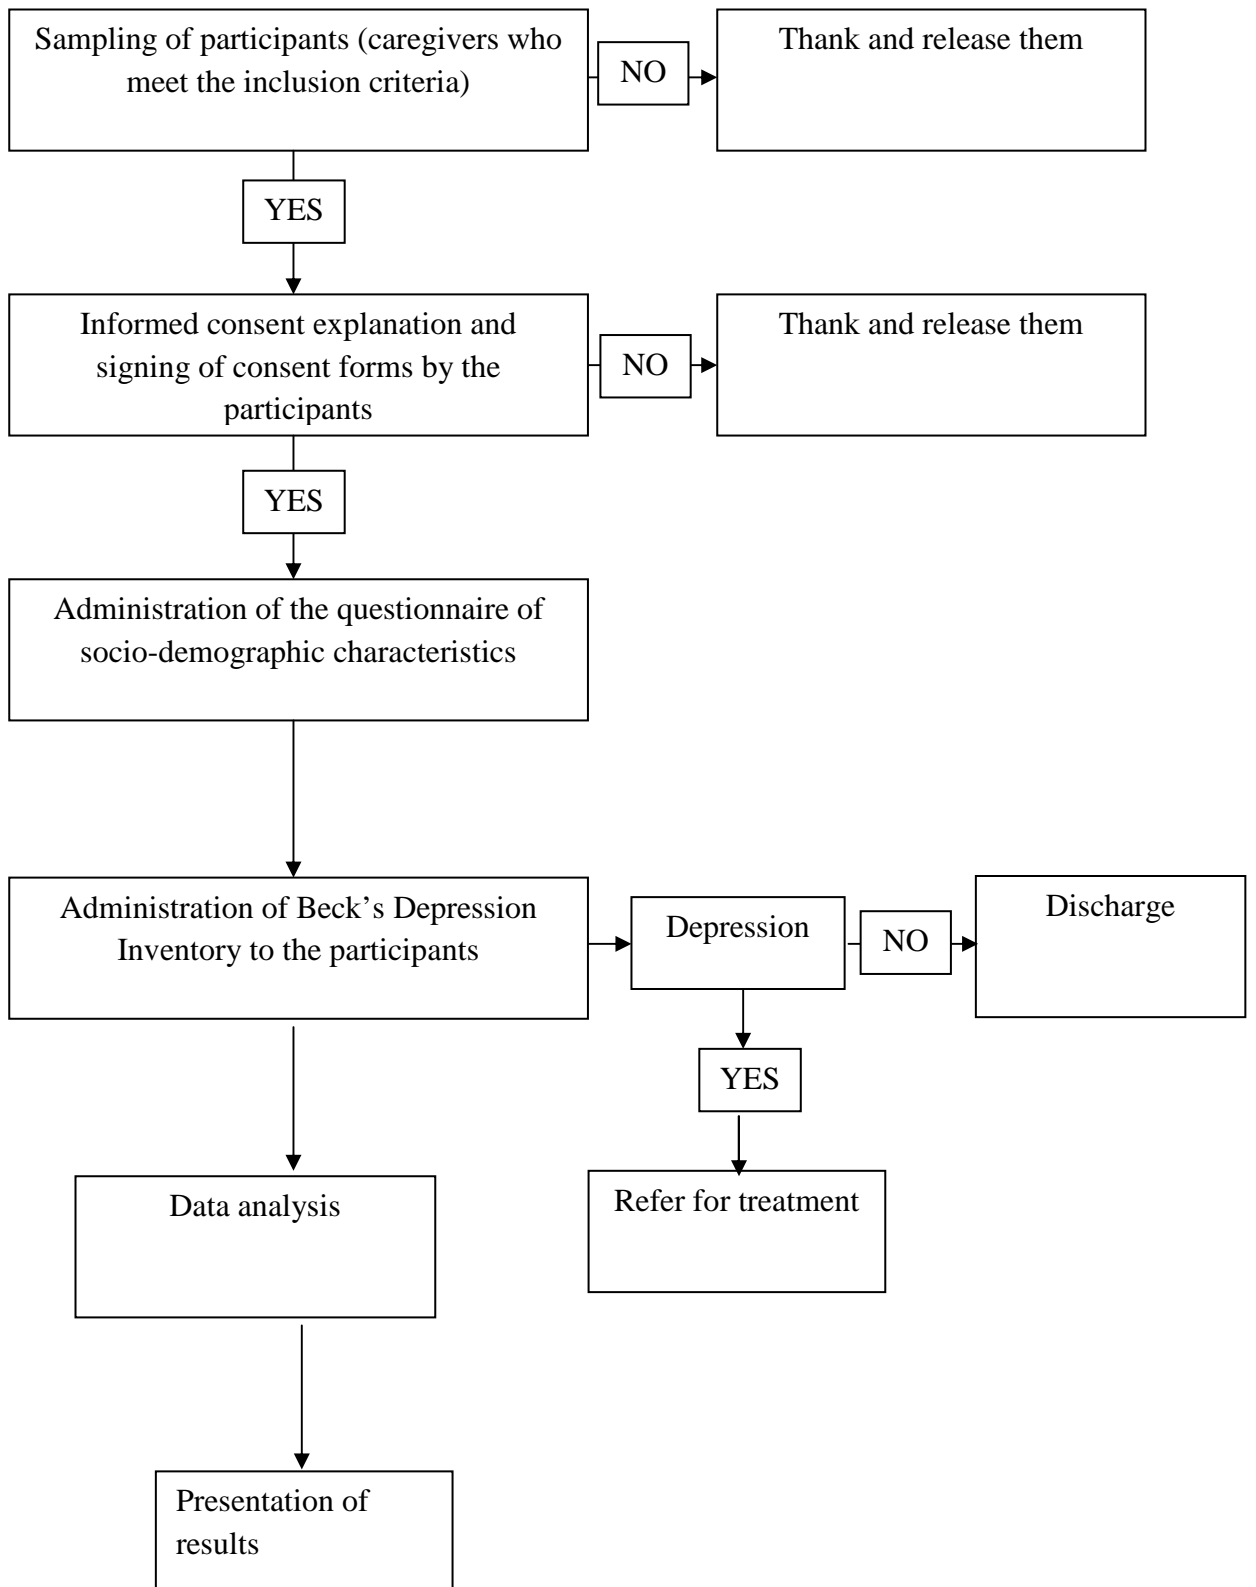 Sampling of participants (caregivers who
meet the inclusion criteria)
NO
Thank and release them
YES
Informed consent explanation and
signing of consent forms by the
participants
NO
Thank and release them
YES
Administration of the questionnaire of
socio-demographic characteristics
Administration of Beck’s Depression
Inventory to the participants
Depression
NO
Discharge
YES
Refer for treatment
Data analysis
Presentation of
results